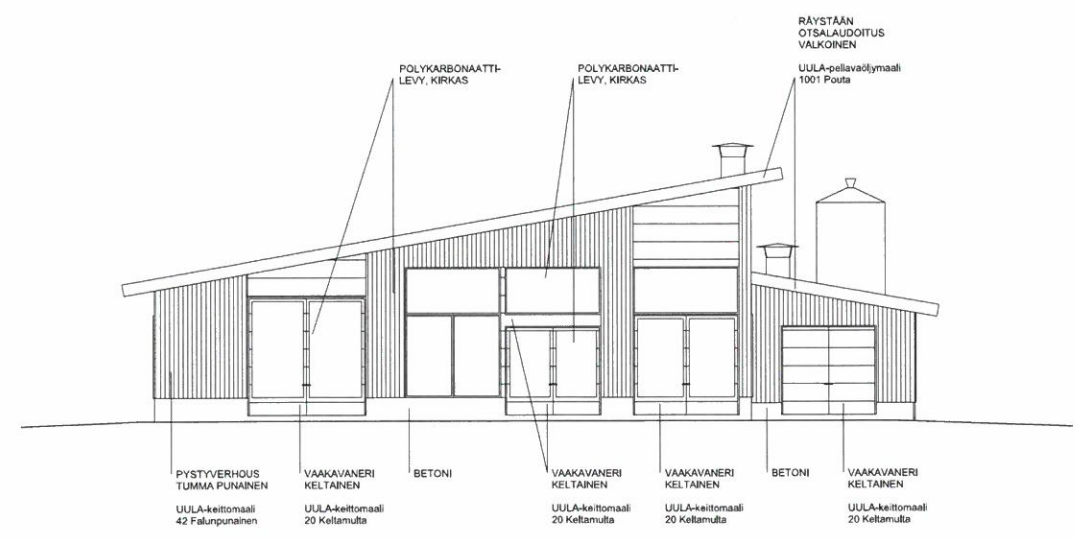 RÄYSTÄÄN
OTSALAUDOITUS
VALKOINEN
UULA-pellavaöljymaali
1001 Pouta
POLYKARBONAATTI-
LEVY, KIRKAS
POLYKARBONAATTI-
LEVY, KIRKAS
PYSTYVERHOUS
TUMMA PUNAINEN
UULA-keittomaali
42 Falunpunainen
VAAKAVANERI
KELTAINEN
UULA-keittomaali
20 Keltamulta
BETONI
VAAKAVANERI
KELTAINEN
UULA-keittomaali
20 Keltamulta
VAAKAVANERI
KELTAINEN
UULA-keittomaali
20 Keltamulta
BETONI
VAAKAVANERI
KELTAINEN
UULA-keittomaali
20 Keltamulta